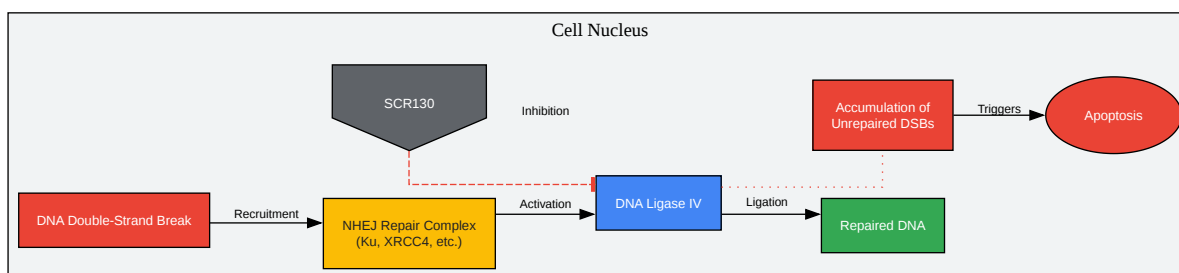 Cell Nucleus
SCR130
Inhibition
Accumulation of
Unrepaired DSBs
Triggers
Apoptosis
DNA Double-Strand Break
Recruitment
NHEJ Repair Complex
(Ku, XRCC4, etc.)
Activation
DNA Ligase IV
Ligation
Repaired DNA